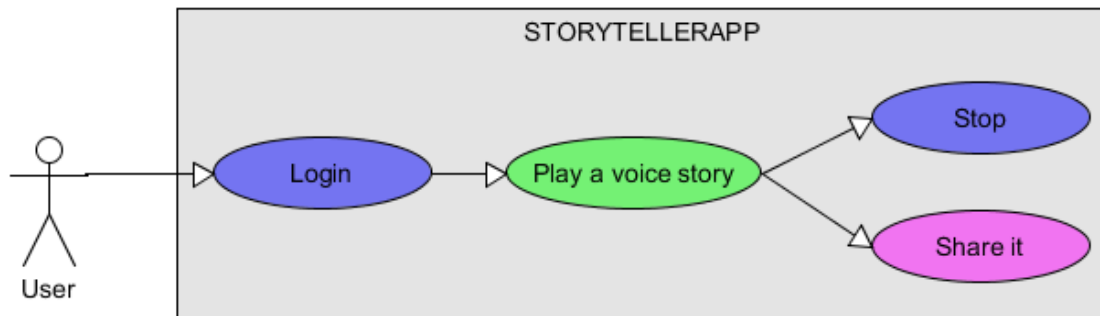 STORYTELLERAPP
Stop
Login
Play a voice story
Share it
User